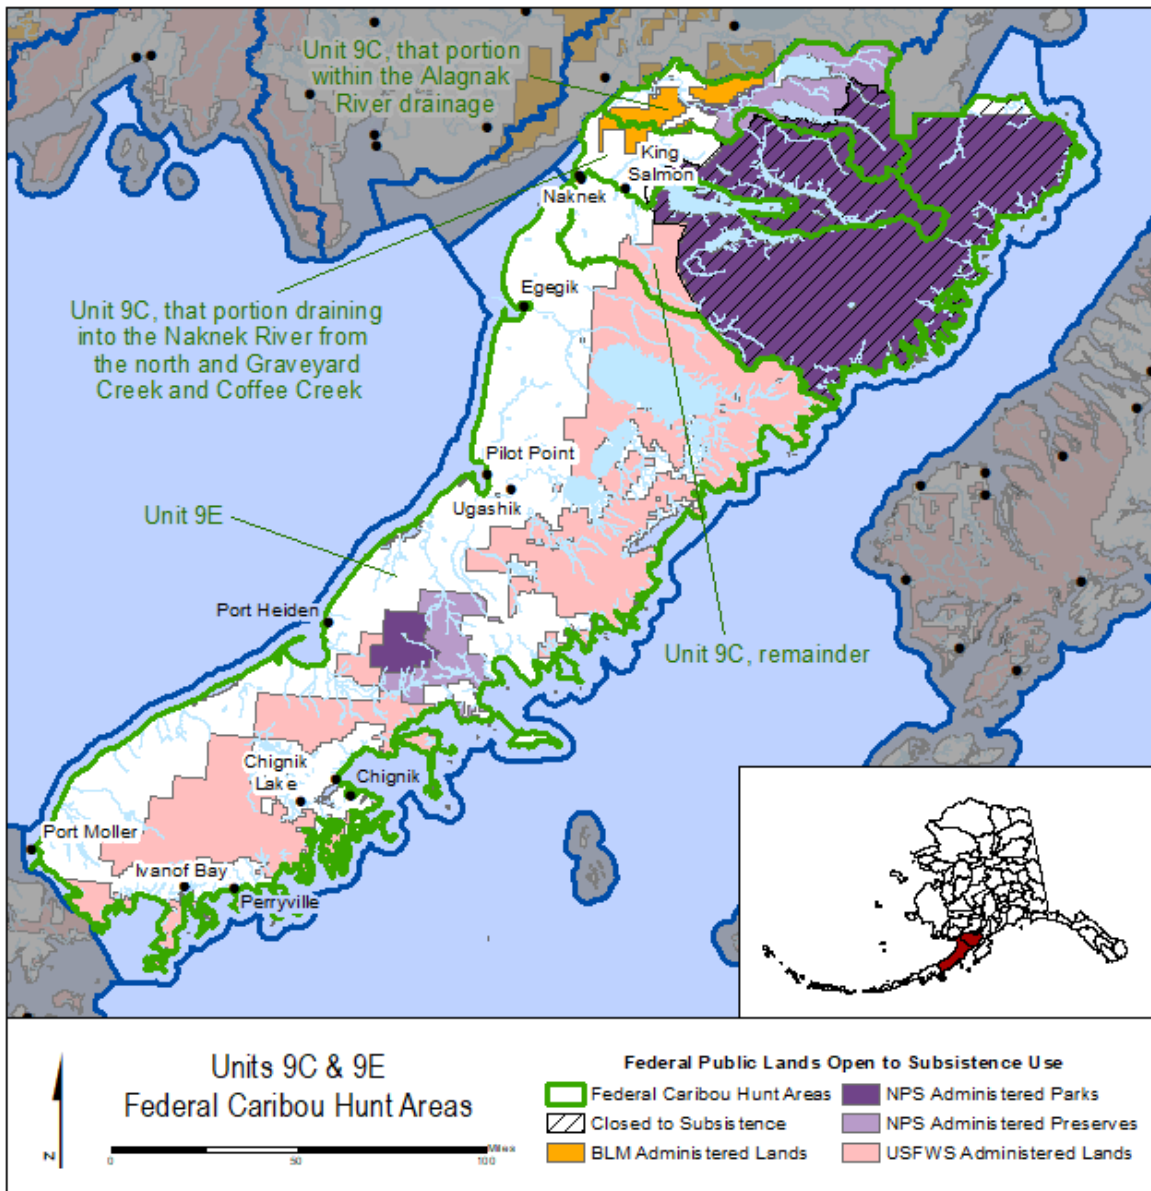 Unit 9C, that portion
within the Alagnak
River drainage
King
Salmon
Naknek
Egegik
Unit 9C, that portion draining
into the Naknek River from
the north and Graveyard
Creek and Coffee Creek
Pilot Point
Ugashik
Unit 9E
Port Heiden
Unit 9C, remainder
Chignik
Lake
Chignik
Port Moller
Ivanof Bay
Perryville
N
Units 9C & 9E
Federal Caribou Hunt Areas
Miles
0 50 100
Federal Public Lands Open to Subsistence Use
Federal Caribou Hunt Areas
Closed to Subsistence
BLM Administered Lands
NPS Administered Parks
NPS Administered Preserves
USFWS Administered Lands